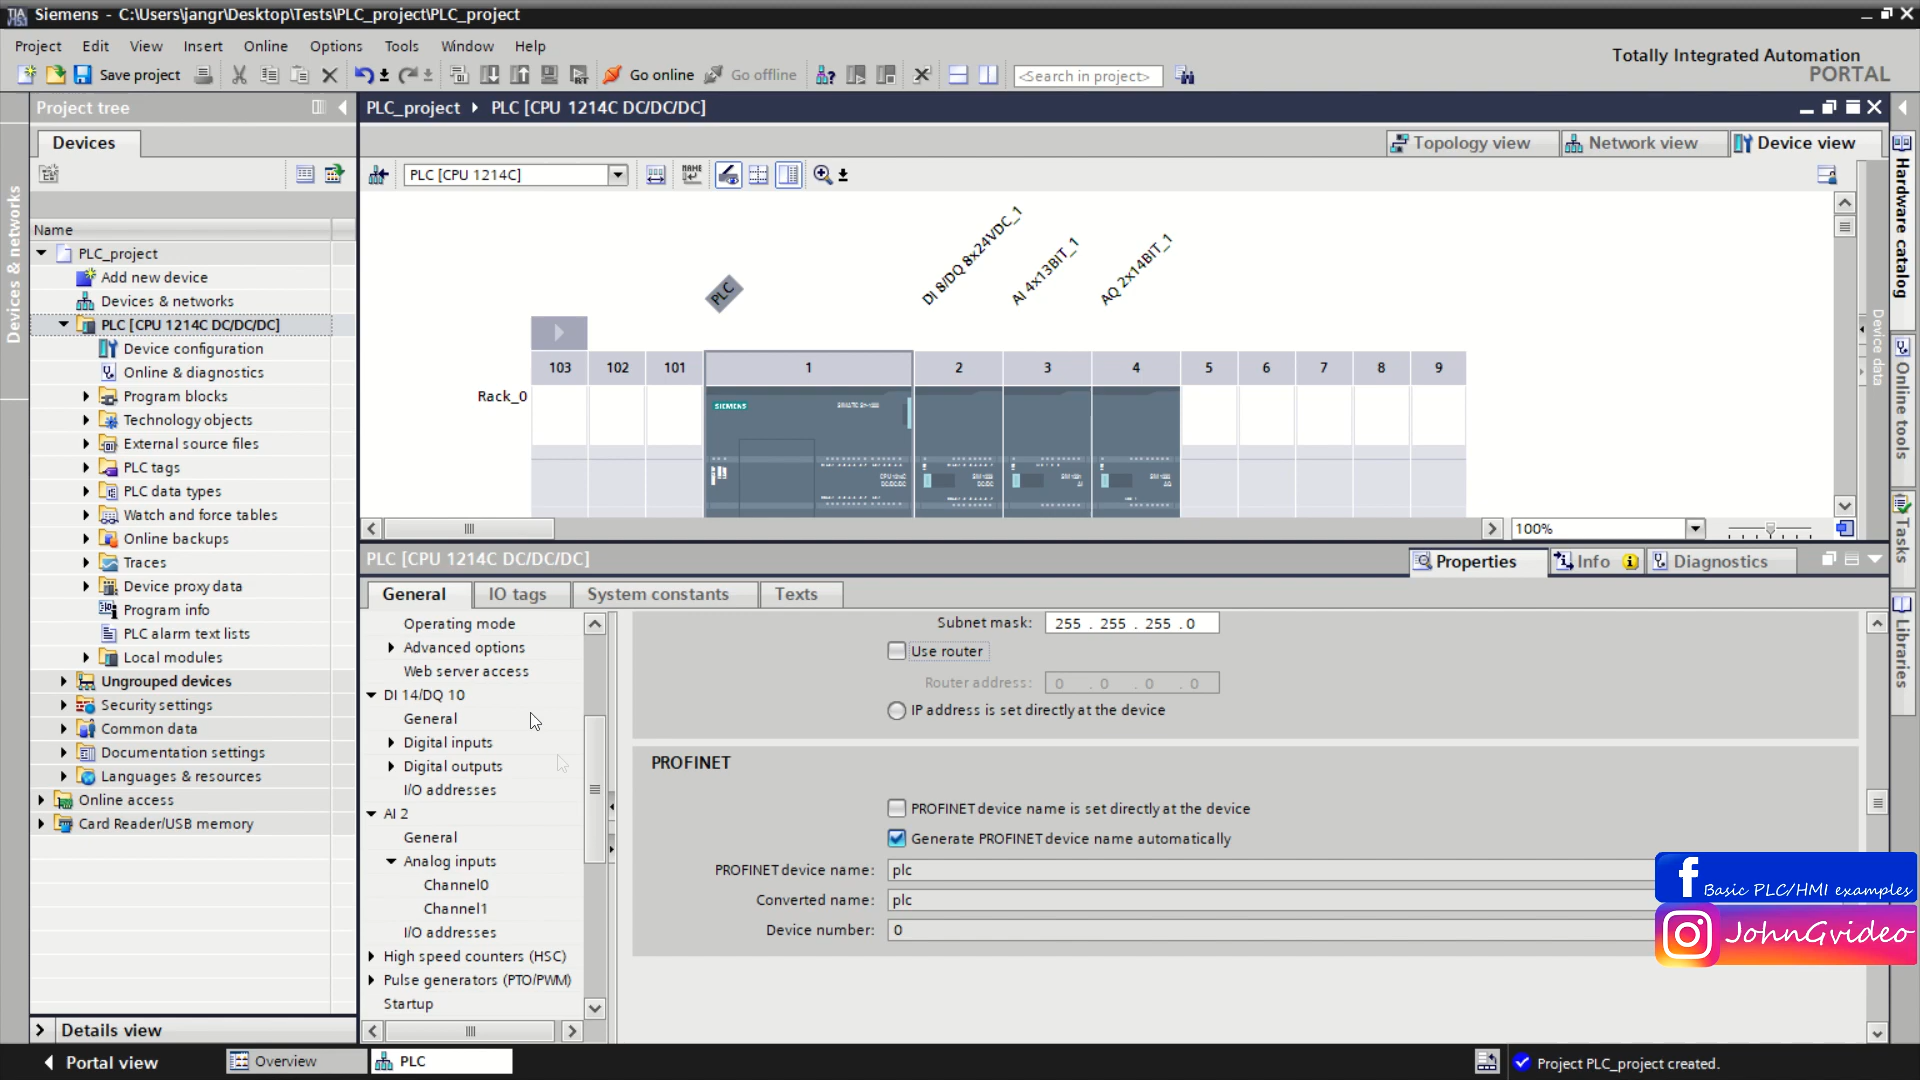 Siemens - C:\Users\jangr\Desktop\Tests\PLC_project\PLC_project
Project Edit View Insert Online Options Tools Window Help
Totally Integrated Automation
PORTAL
Save project
Go online
Go offline
<Search in project>
Project tree
PLC_project ▸ PLC [CPU 1214C DC/DC/DC]
Devices
Topology view
Network view
Device view
PLC [CPU 1214C]
Devices & networks
Name
PLC_project
Add new device
Devices & networks
PLC [CPU 1214C DC/DC/DC]
Device configuration
Online & diagnostics
Program blocks
Technology objects
External source files
PLC tags
PLC data types
Watch and force tables
Online backups
Traces
Device proxy data
Program info
PLC alarm text lists
Local modules
Ungrouped devices
Security settings
Common data
Documentation settings
Languages & resources
Online access
Card Reader/USB memory
Details view
PLC
DI 8/DQ 8x24VDC_1
AI 4x13BIT_1
AQ 2x14BIT_1
103 102 101 1 2 3 4 5 6 7 8 9
Rack_0
SIEMENS
100%
Device data
Hardware catalog
Online tools
Tasks
Libraries
PLC [CPU 1214C DC/DC/DC]
Properties
Info
Diagnostics
General
IO tags
System constants
Texts
Operating mode
Advanced options
Web server access
DI 14/DQ 10
General
Digital inputs
Digital outputs
I/O addresses
AI 2
General
Analog inputs
Channel0
Channel1
I/O addresses
High speed counters (HSC)
Pulse generators (PTO/PWM)
Startup
Subnet mask: 255 . 255 . 255 . 0
Use router
Router address: 0 . 0 . 0 . 0
IP address is set directly at the device
PROFINET
PROFINET device name is set directly at the device
Generate PROFINET device name automatically
PROFINET device name: plc
Converted name: plc
Device number: 0
f Basic PLC/HMI examples
JohnGvideo
Portal view
Overview
PLC
Project PLC_project created.